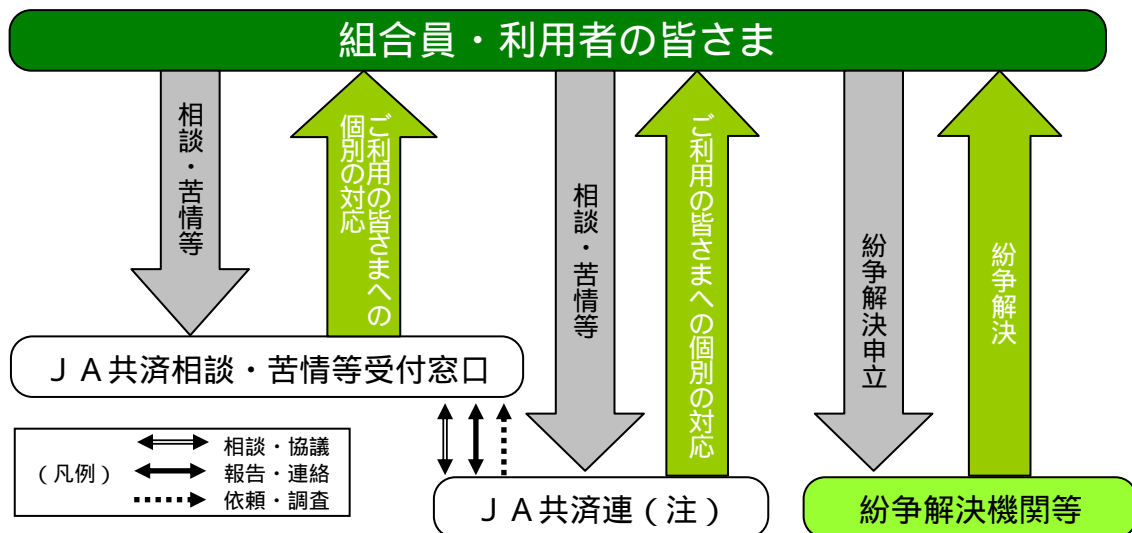 組合員・利用者の皆さま
相談・苦情等
ご利用の皆さまへの
個別の対応
相談・苦情等
ご利用の皆さまへの個別の対応
紛争解決申立
紛争解決
ＪＡ共済相談・苦情等受付窓口
（凡例）
相談・協議
報告・連絡
依頼・調査
ＪＡ共済連（注）
紛争解決機関等